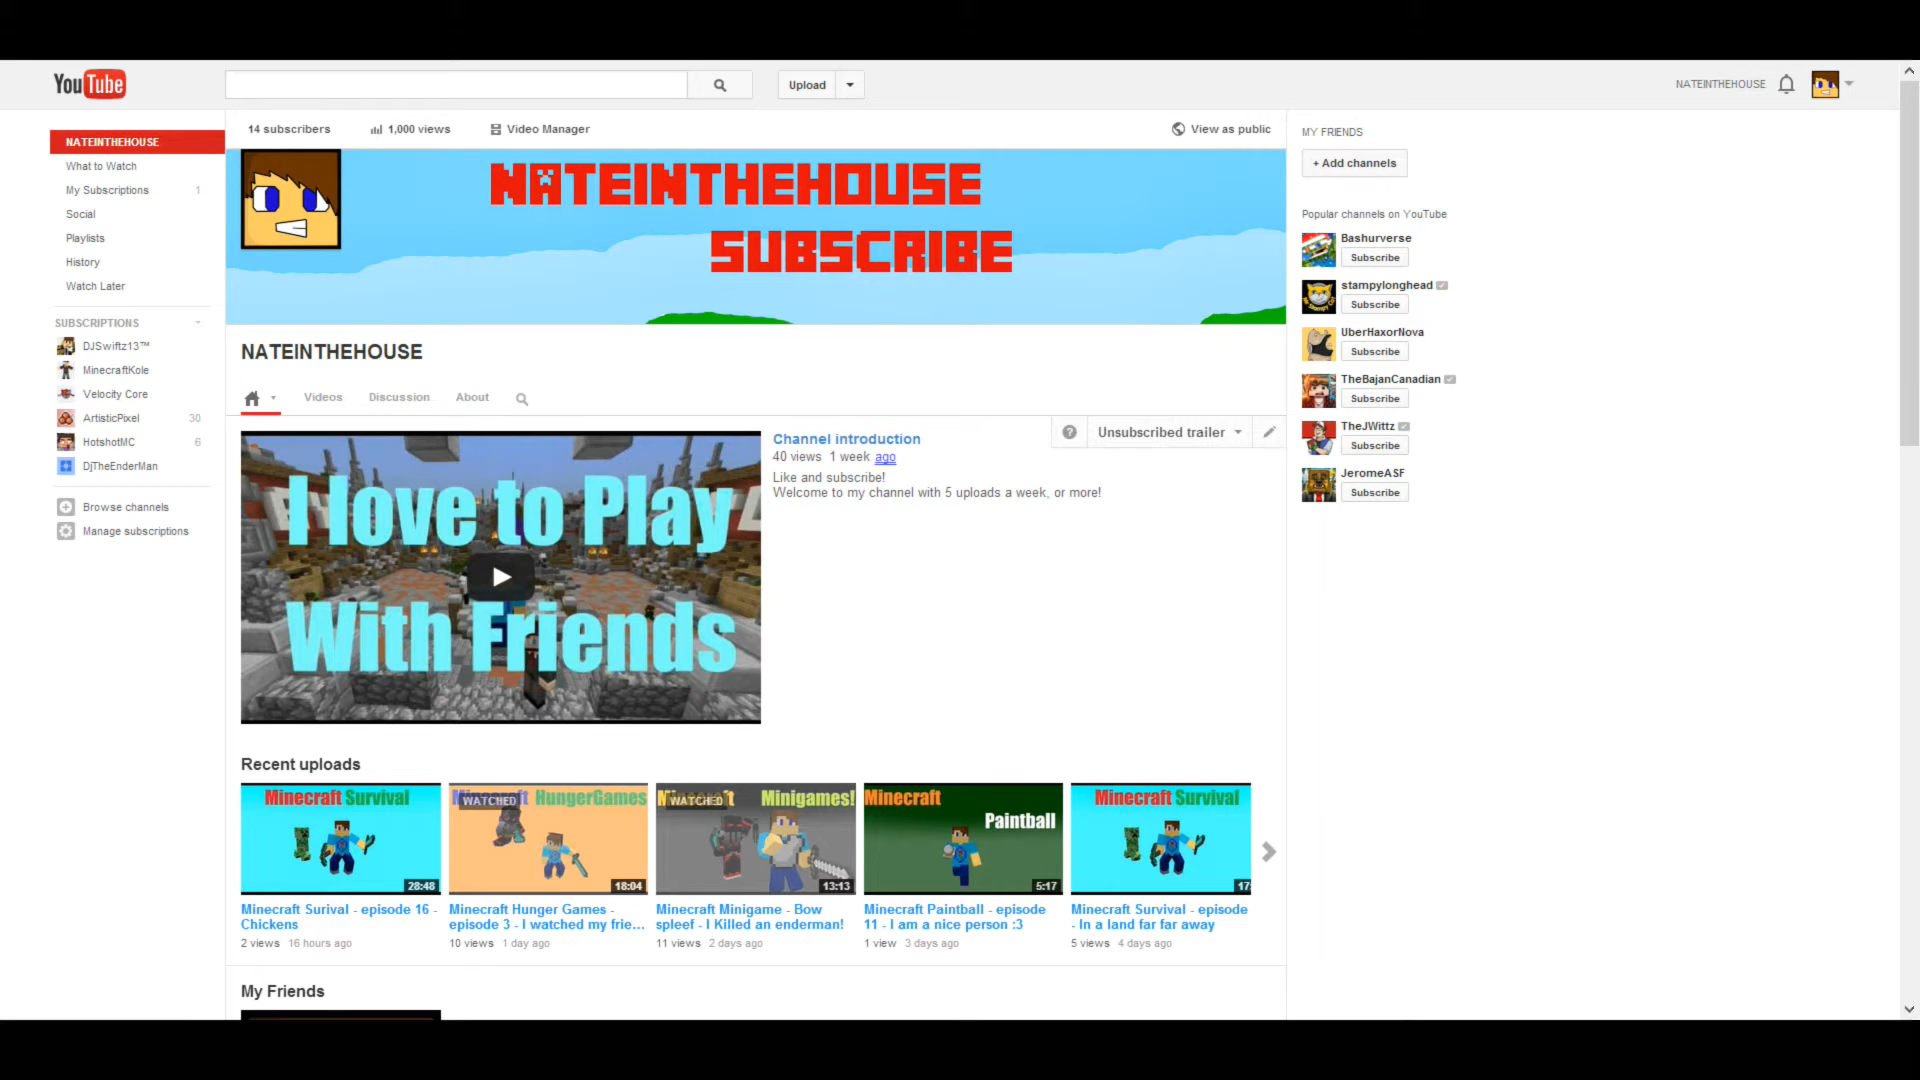 YouTube
Upload
NATEINTHEHOUSE
NATEINTHEHOUSE
What to Watch
My Subscriptions 1
Social
Playlists
History
Watch Later
SUBSCRIPTIONS
DJSwiftz13™
MinecraftKole
Velocity Core
ArtisticPixel 30
HotshotMC 6
DjTheEnderMan
Browse channels
Manage subscriptions
14 subscribers 1,000 views Video Manager View as public
NATEINTHEHOUSE
SUBSCRIBE
NATEINTHEHOUSE
Videos Discussion About
I love to Play
With Friends
Channel introduction
40 views 1 week ago
Like and subscribe!
Welcome to my channel with 5 uploads a week, or more!
Unsubscribed trailer
Recent uploads
Minecraft Survival
28:48
Minecraft Surival - episode 16 -
Chickens
2 views 16 hours ago
WATCHED HungerGames
18:04
Minecraft Hunger Games -
episode 3 - I watched my frie...
10 views 1 day ago
WATCHED Minigames!
13:13
Minecraft Minigame - Bow
spleef - I Killed an enderman!
11 views 2 days ago
Minecraft
Paintball
5:17
Minecraft Paintball - episode
11 - I am a nice person :3
1 view 3 days ago
Minecraft Survival
17:
Minecraft Survival - episode
- In a land far far away
5 views 4 days ago
My Friends
MY FRIENDS
+ Add channels
Popular channels on YouTube
Bashurverse
Subscribe
stampylonghead
Subscribe
UberHaxorNova
Subscribe
TheBajanCanadian
Subscribe
TheJWittz
Subscribe
JeromeASF
Subscribe